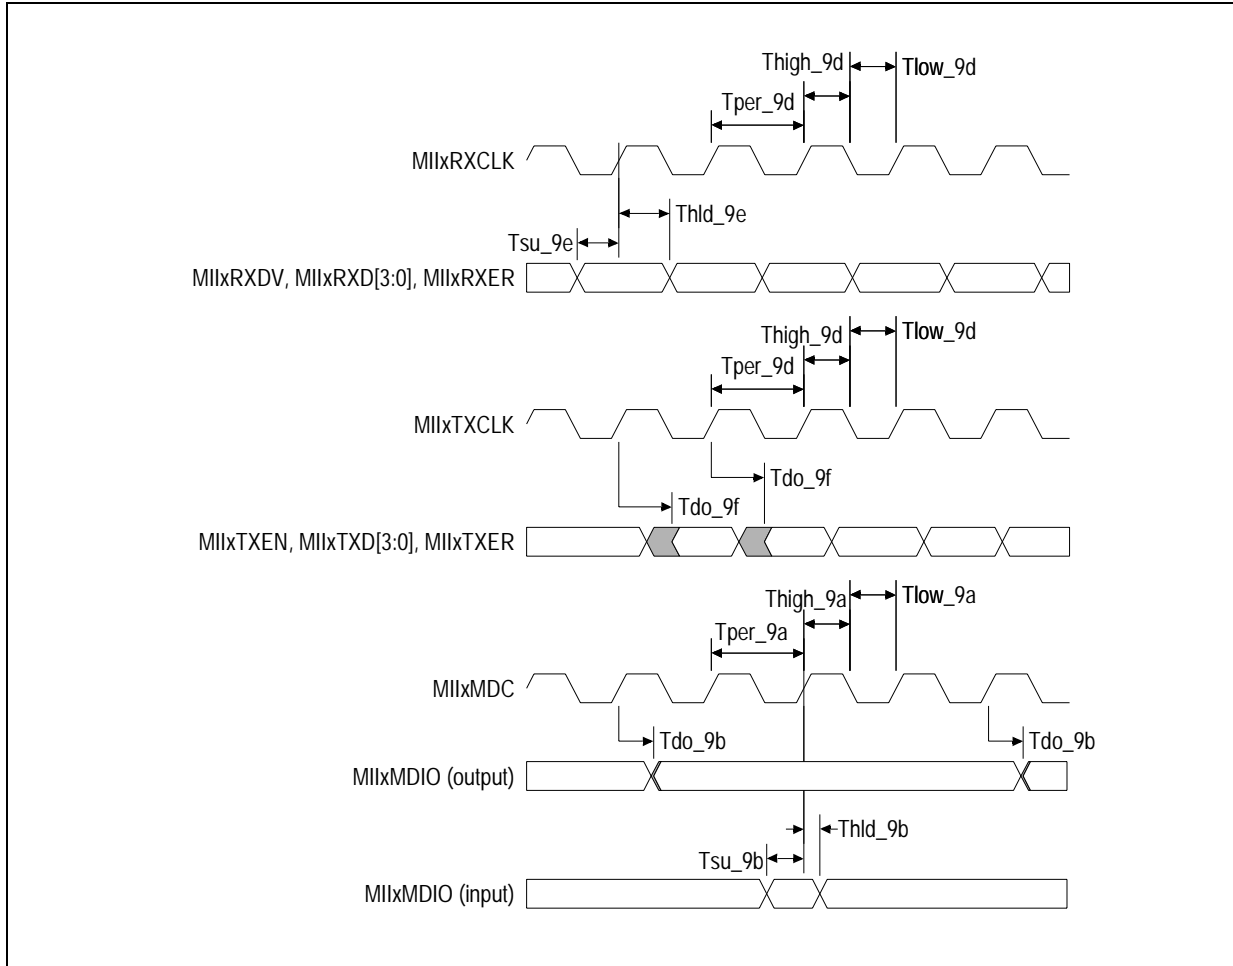 Thigh_9d
Tlow_9d
Tper_9d
MIIxRXCLK
Thld_9e
Tsu_9e
MIIxRXDV, MIIxRXD[3:0], MIIxRXER
Thigh_9d
Tlow_9d
Tper_9d
MIIxTXCLK
Tdo_9f
Tdo_9f
MIIxTXEN, MIIxTXD[3:0], MIIxTXER
Thigh_9a
Tlow_9a
Tper_9a
MIIxMDC
Tdo_9b
Tdo_9b
MIIxMDIO (output)
Thld_9b
Tsu_9b
MIIxMDIO (input)